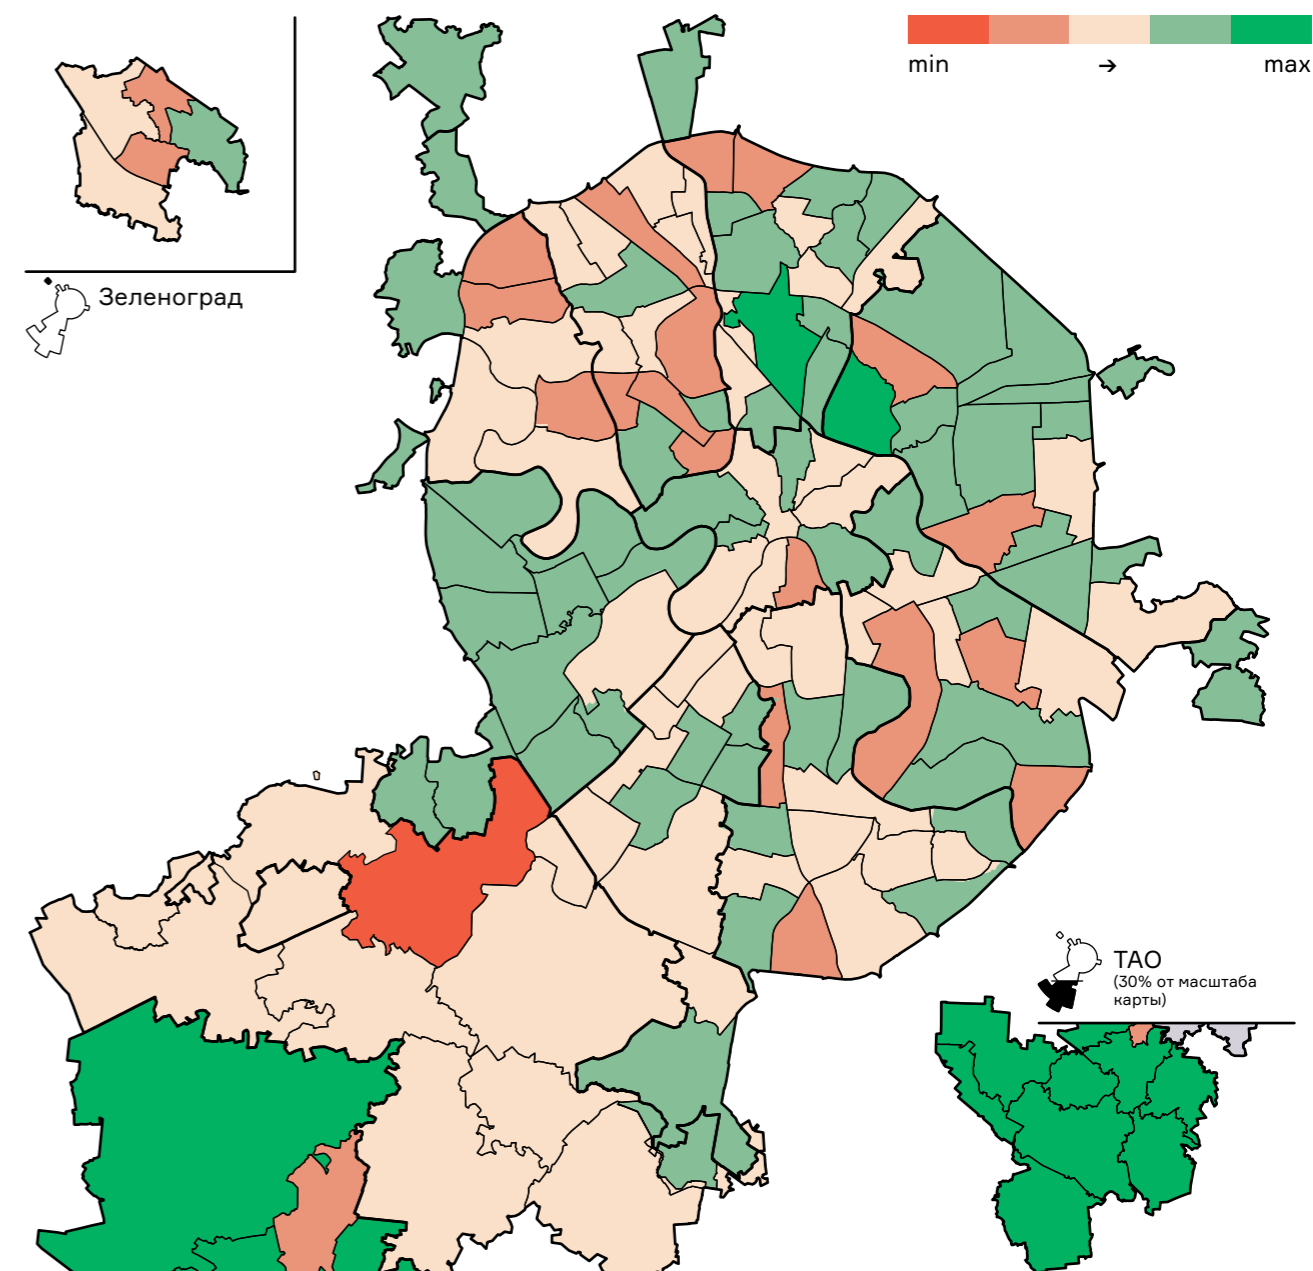 min → max
Зеленоград
ТАО
(30% от масштаба
карты)